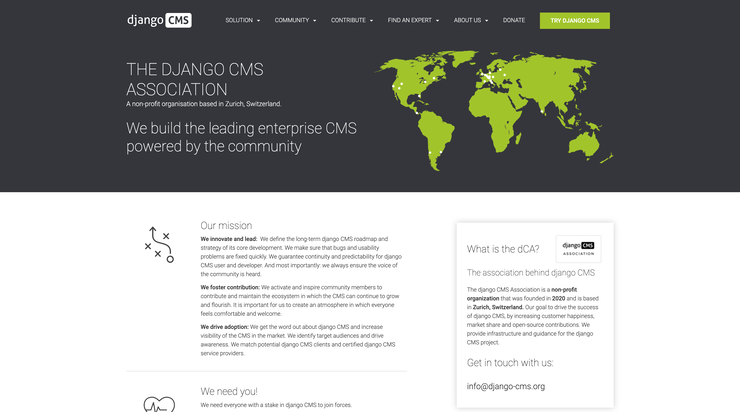 django CMS
SOLUTION
COMMUNITY
CONTRIBUTE
FIND AN EXPERT
ABOUT US
DONATE
TRY DJANGO CMS
THE DJANGO CMS
ASSOCIATION
A non-profit organisation based in Zurich, Switzerland.
We build the leading enterprise CMS
powered by the community
Our mission
We innovate and lead: We define the long-term django CMS roadmap and
strategy of its core development. We make sure that bugs and usability
problems are fixed quickly. We guarantee continuity and predictability for django
CMS user and developer. And most importantly: we always ensure the voice of
the community is heard.
We foster contribution: We activate and inspire community members to
contribute and maintain the ecosystem in which the CMS can continue to grow
and flourish. It is important for us to create an atmosphere in which everyone
feels comfortable and welcome.
We drive adoption: We get the word out about django CMS and increase
visibility of the CMS in the market. We identify target audiences and drive
awareness. We match potential django CMS clients and certified django CMS
service providers.
We need you!
We need everyone with a stake in django CMS to join forces.
What is the dCA?
django CMS
ASSOCIATION
The association behind django CMS
The django CMS Association is a non-profit
organization that was founded in 2020 and is based
in Zurich, Switzerland. Our goal to drive the success
of django CMS, by increasing customer happiness,
market share and open-source contributions. We
provide infrastructure and guidance for the django
CMS project.
Get in touch with us:
info@django-cms.org